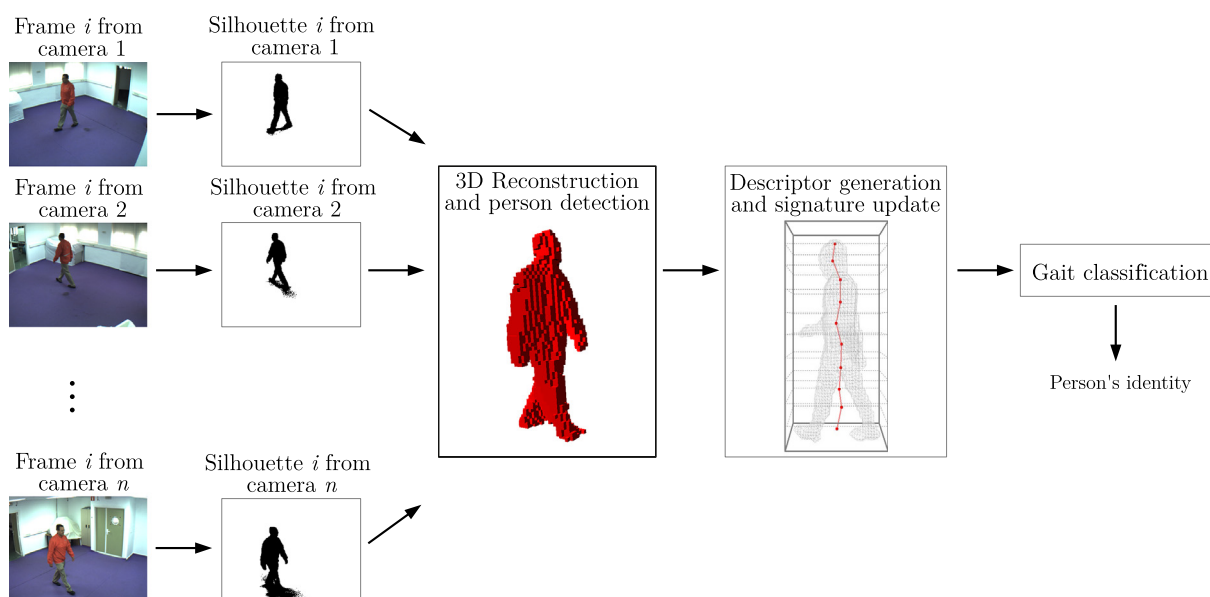 Frame i from
camera 1
Silhouette i from
camera 1
Frame i from
camera 2
Silhouette i from
camera 2
Frame i from
camera n
Silhouette i from
camera n
3D Reconstruction
and person detection
Descriptor generation
and signature update
Gait classification
Person's identity